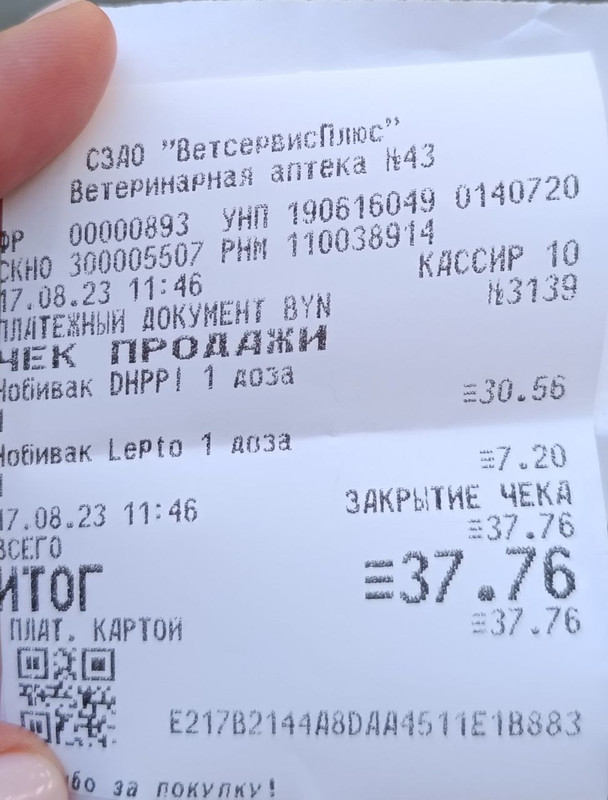 СЗАО "ВетсервисПлюс"
Ветеринарная аптека №43
ФР 00000893 УНП 190616049 0140720
СКНО 300005507 РНМ 110038914
17.08.23 11:46 КАССИР 10
ПЛАТЕЖНЫЙ ДОКУМЕНТ BYN №3139
ЧЕК ПРОДАЖИ
Нобивак DHPPI 1 доза
≡30.56
Нобивак Lepto 1 доза
≡7.20
17.08.23 11:46 ЗАКРЫТИЕ ЧЕКА
ВСЕГО ≡37.76
ИТОГ ≡37.76
ПЛАТ. КАРТОЙ ≡37.76
E217B2144A8DAA4511E1B883
за покупку!